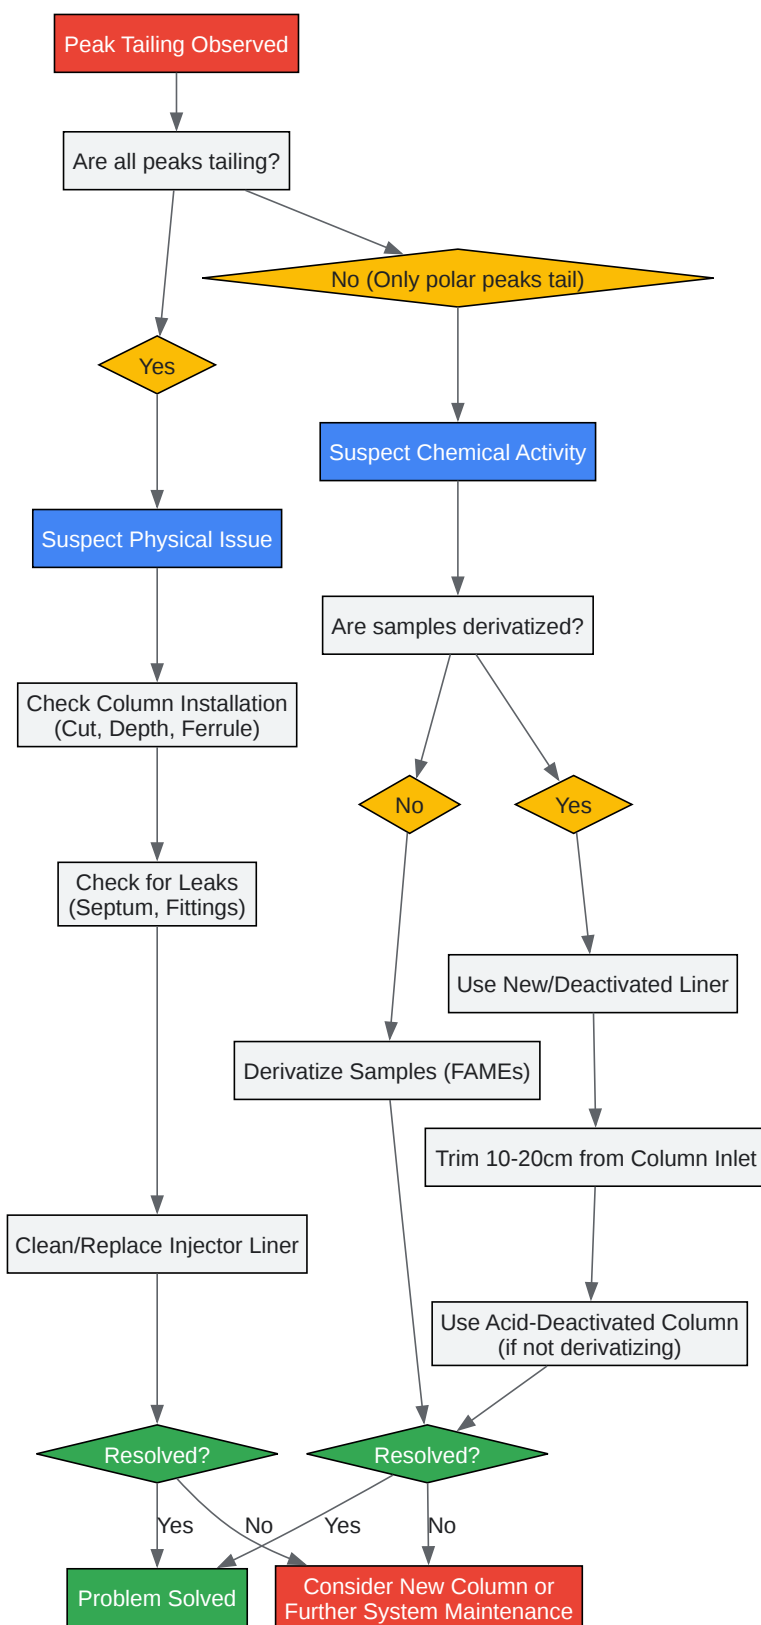 Peak Tailing Observed
Are all peaks tailing?
No (Only polar peaks tail)
Yes
Suspect Chemical Activity
Suspect Physical Issue
Are samples derivatized?
Check Column Installation
(Cut, Depth, Ferrule)
No
Yes
Check for Leaks
(Septum, Fittings)
Use New/Deactivated Liner
Derivatize Samples (FAMEs)
Trim 10-20cm from Column Inlet
Clean/Replace Injector Liner
Use Acid-Deactivated Column
(if not derivatizing)
Resolved?
Resolved?
Yes
No
Yes
No
Problem Solved
Consider New Column or
Further System Maintenance